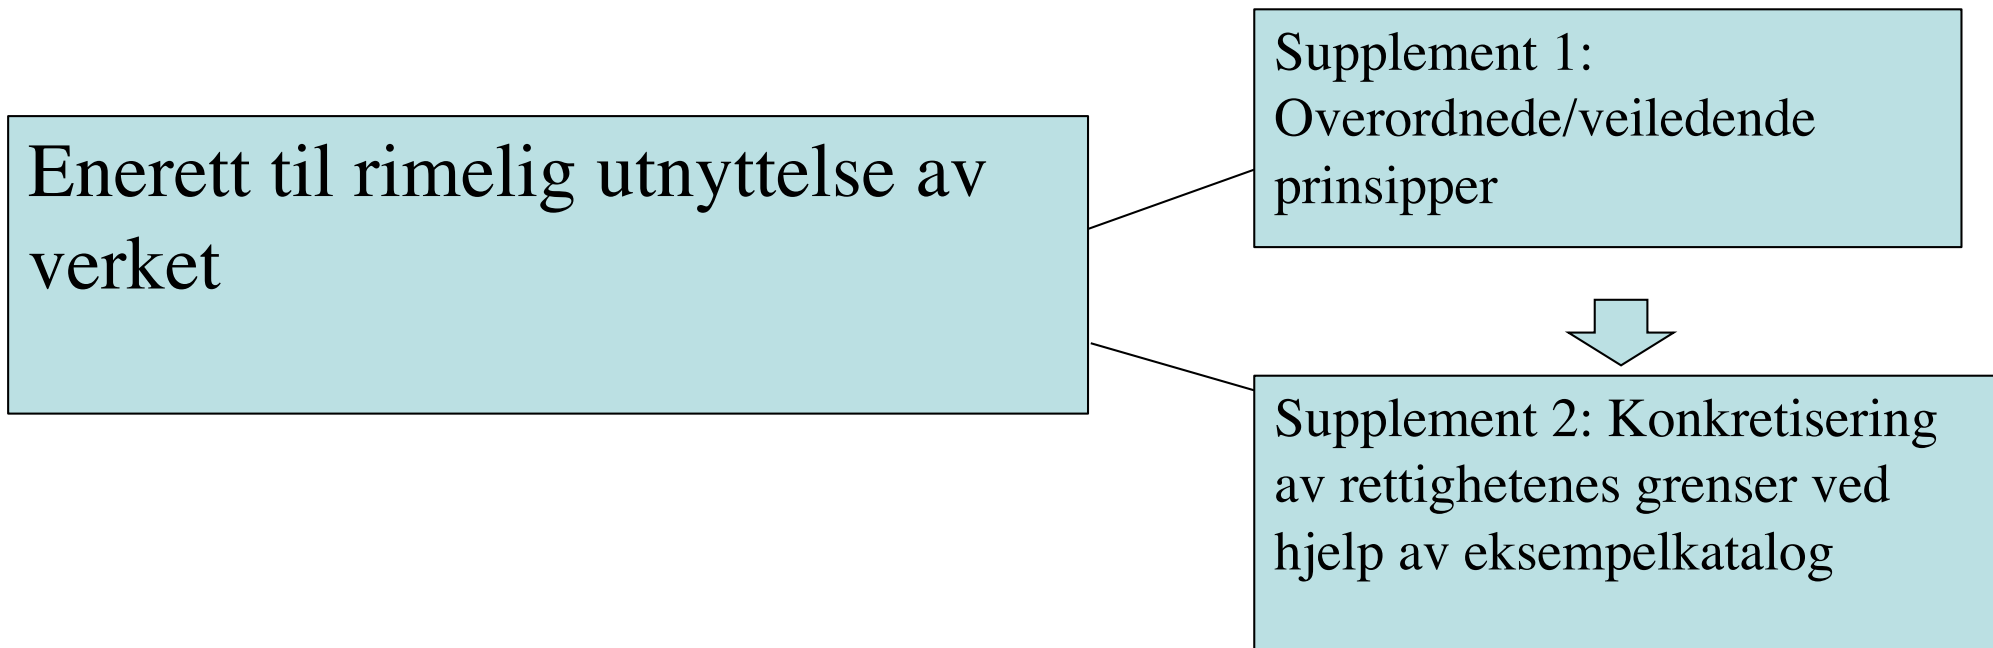 Enerett til rimelig utnyttelse av
verket
Supplement 1:
Overordnede/veiledende
prinsipper
Supplement 2: Konkretisering
av rettighetenes grenser ved
hjelp av eksempelkatalog